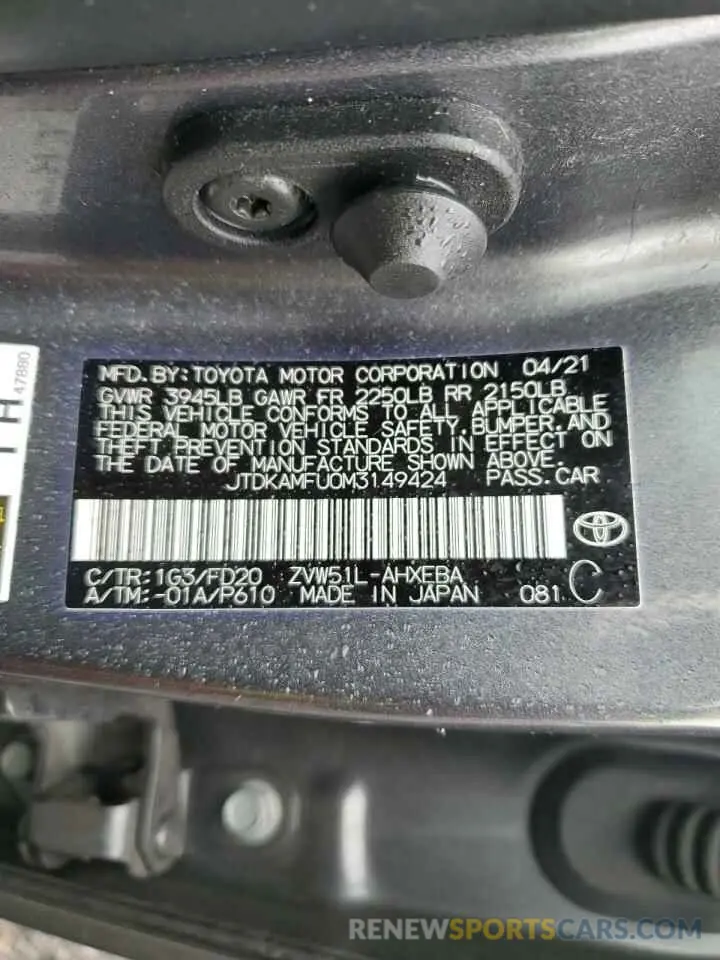 MFD.BY:TOYOTA MOTOR CORPORATION 04/21
GVWR 3945LB GAWR FR 2250LB RR 2150LB
THIS VEHICLE CONFORMS TO ALL APPLICABLE
FEDERAL MOTOR VEHICLE SAFETY,BUMPER,AND
THEFT PREVENTION STANDARDS IN EFFECT ON
THE DATE OF MANUFACTURE SHOWN ABOVE.
JTDKAMFU0M3149424 PASS.CAR
C/TR:1G3/FD20 ZVW51L-AHXEBA
A/TM:-01A/P610 MADE IN JAPAN 081 C
47880
RENEWSPORTSCARS.COM